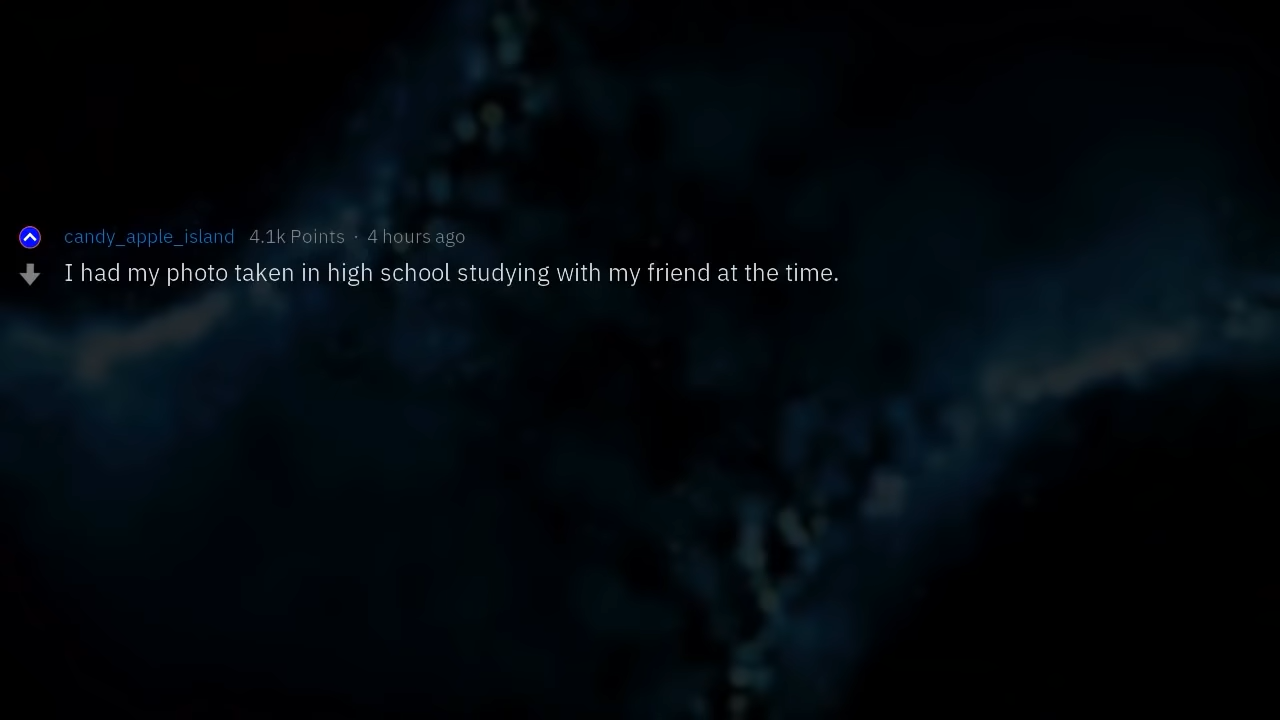 candy_apple_island 4.1k Points · 4 hours ago
I had my photo taken in high school studying with my friend at the time.